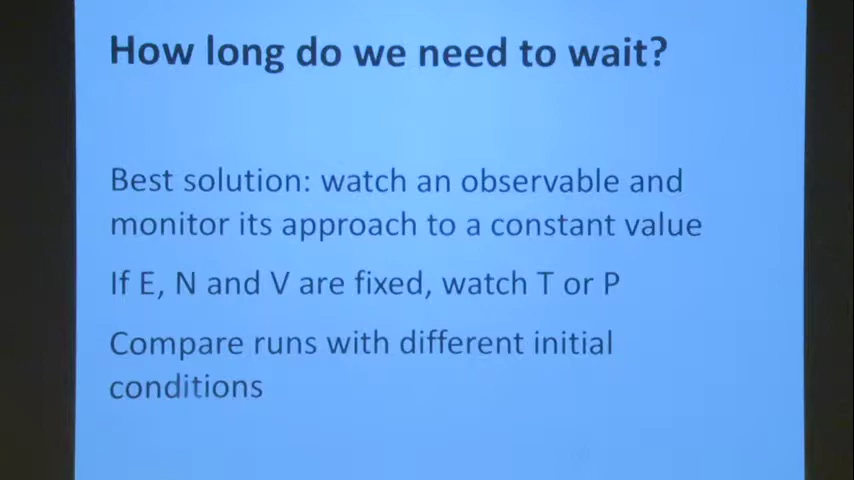 How long do we need to wait?
Best solution: watch an observable and
monitor its approach to a constant value
If E, N and V are fixed, watch T or P
Compare runs with different initial
conditions